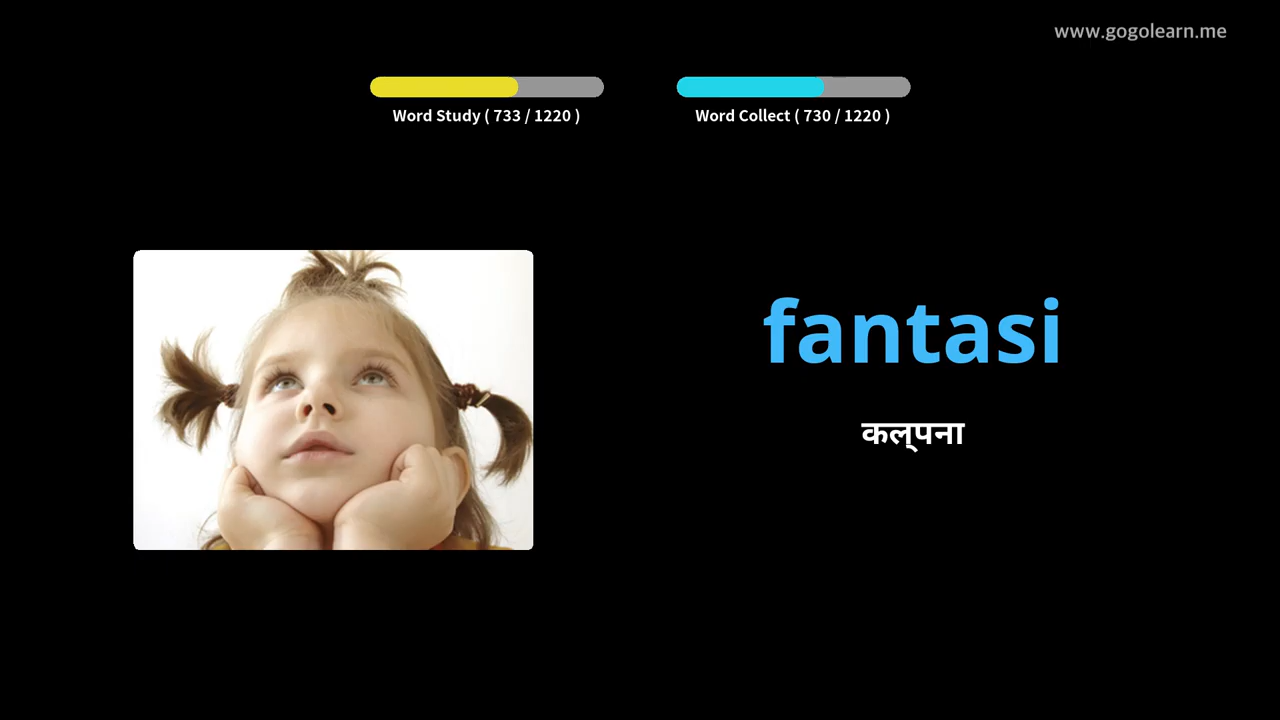 www.gogolearn.me
Word Study ( 733 / 1220 )
Word Collect ( 730 / 1220 )
fantasi
कल्पना